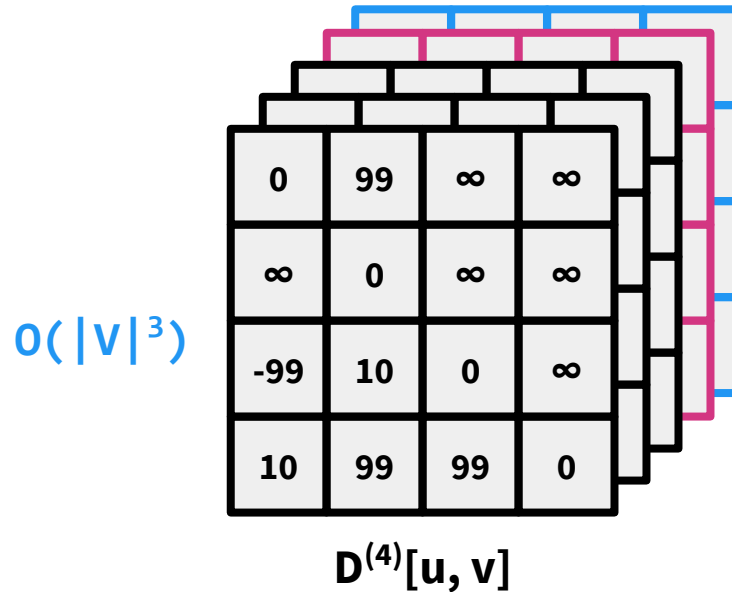 0 99 ∞ ∞
∞ 0 ∞ ∞
O(|V|³)
-99 10 0 ∞
10 99 99 0
D⁽⁴⁾[u, v]